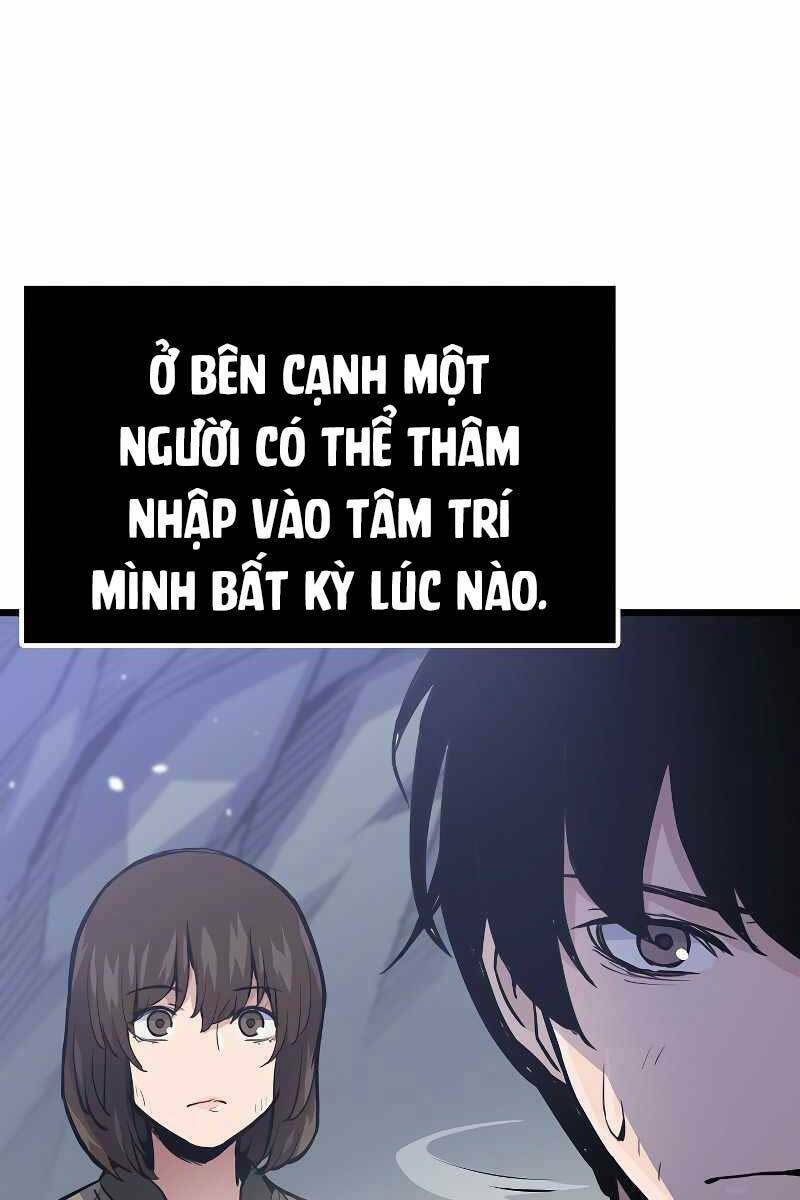 Ở BÊN CẠNH MỘT
NGƯỜI CÓ THỂ THÂM
NHẬP VÀO TÂM TRÍ
MÌNH BẤT KỲ LÚC NÀO.